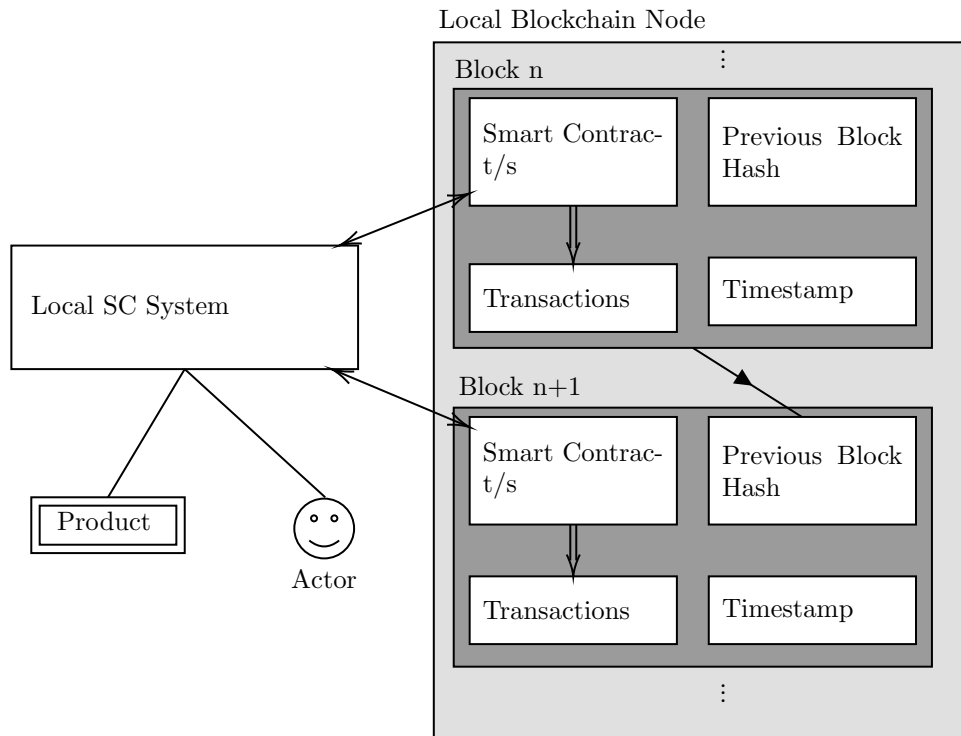 Local Blockchain Node
⋮
Block n
Smart Contrac-
t/s
Previous Block
Hash
Transactions
Timestamp
Local SC System
Block n+1
Smart Contrac-
t/s
Previous Block
Hash
Transactions
Timestamp
Product
Actor
⋮